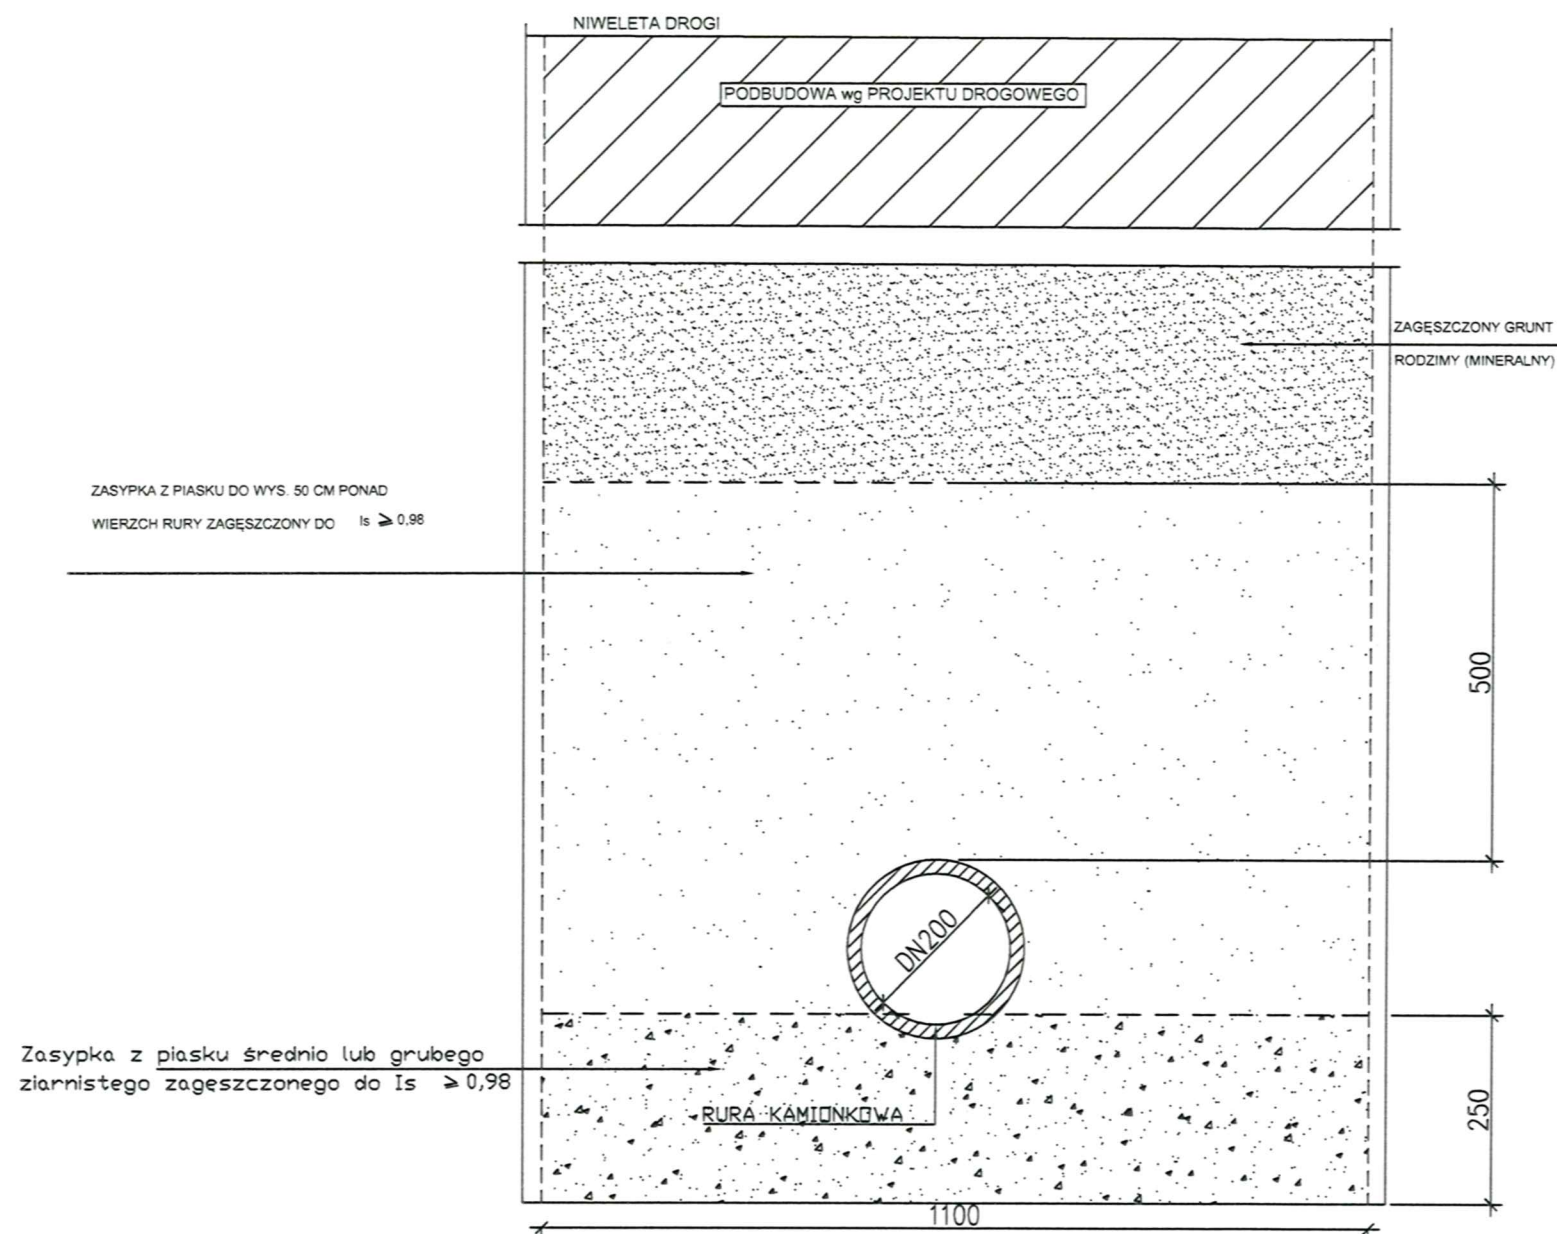 NIWELETA DROGI
PODBUDOWA wg PROJEKTU DROGOWEGO
ZAGĘSZCZONY GRUNT
RODZIMY (MINERALNY)
ZASYPKA Z PIASKU DO WYS. 50 CM PONAD
WIERZCH RURY ZAGĘSZCZONY DO Is ≥ 0,98
500
DN200
Zasypka z piasku średnio lub grubego
ziarnistego zagęszczonego do Is ≥ 0,98
RURA KAMIONKOWA
250
1100